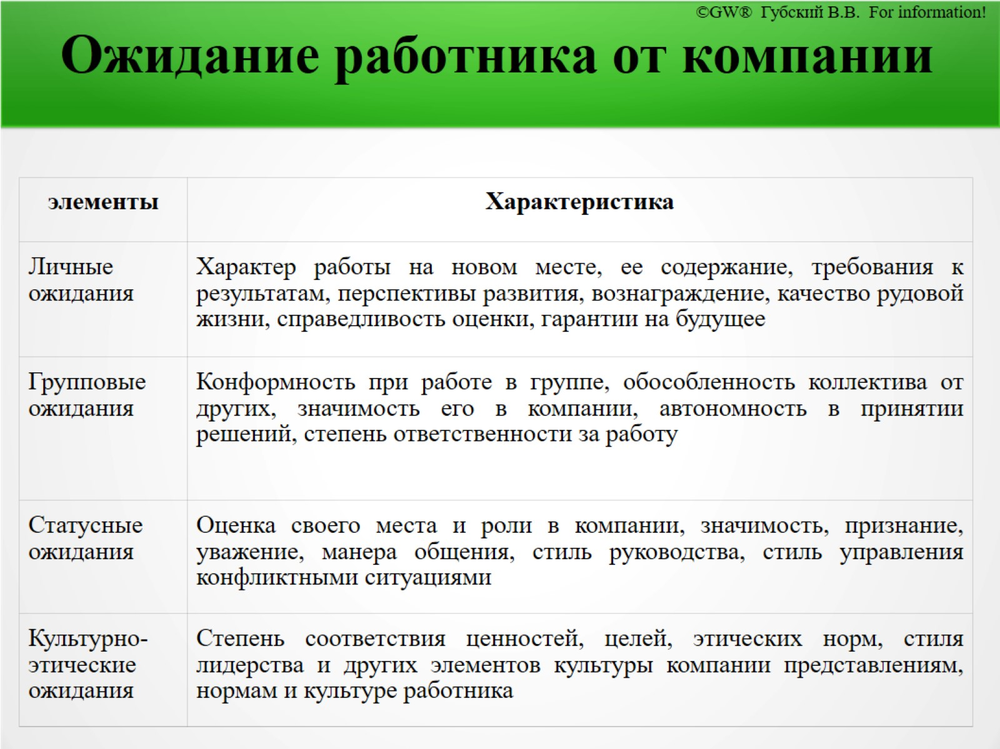 ©GW® Губский В.В. For information!
Ожидание работника от компании
элементы
Характеристика
Личные
ожидания
Характер работы на новом месте, ее содержание, требования к
результатам, перспективы развития, вознаграждение, качество рудовой
жизни, справедливость оценки, гарантии на будущее
Групповые
ожидания
Конформность при работе в группе, обособленность коллектива от
других, значимость его в компании, автономность в принятии
решений, степень ответственности за работу
Статусные
ожидания
Оценка своего места и роли в компании, значимость, признание,
уважение, манера общения, стиль руководства, стиль управления
конфликтными ситуациями
Культурно-
этические
ожидания
Степень соответствия ценностей, целей, этических норм, стиля
лидерства и других элементов культуры компании представлениям,
нормам и культуре работника